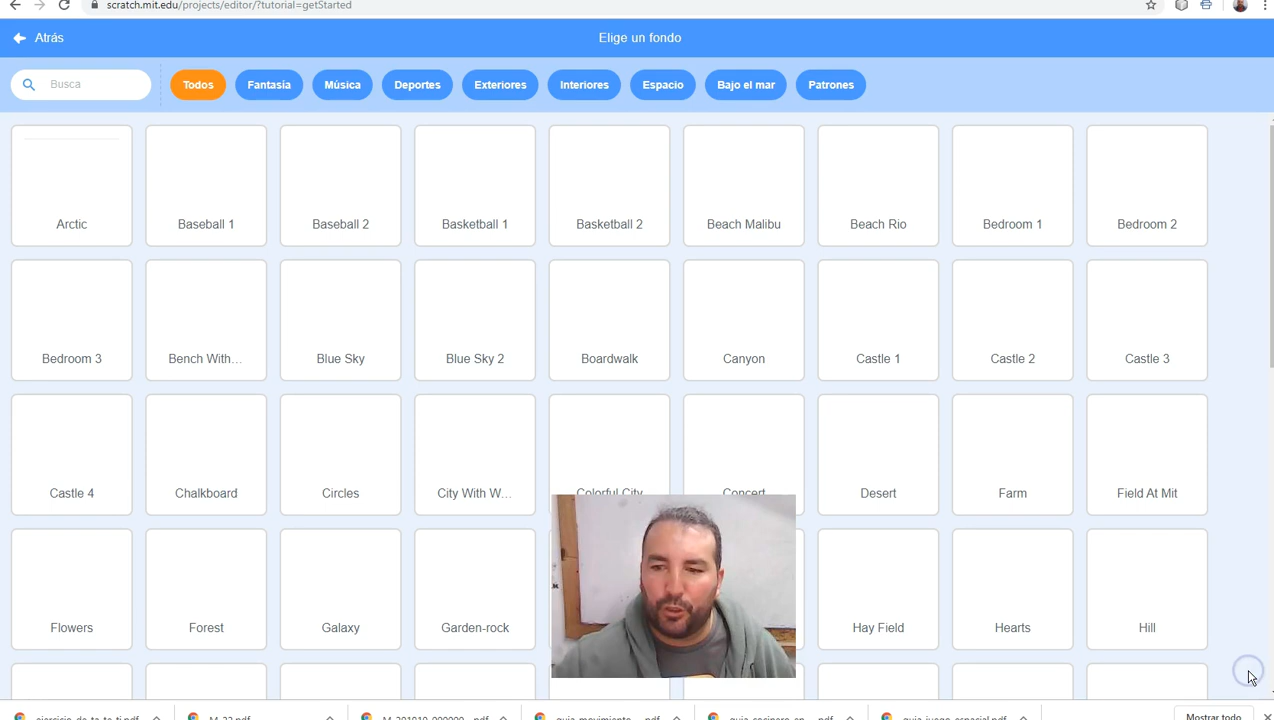 scratch.mit.edu/projects/editor/?tutorial=getStarted
Atrás
Elige un fondo
Busca
Todos
Fantasía
Música
Deportes
Exteriores
Interiores
Espacio
Bajo el mar
Patrones
Arctic
Baseball 1
Baseball 2
Basketball 1
Basketball 2
Beach Malibu
Beach Rio
Bedroom 1
Bedroom 2
Bedroom 3
Bench With...
Blue Sky
Blue Sky 2
Boardwalk
Canyon
Castle 1
Castle 2
Castle 3
Castle 4
Chalkboard
Circles
City With W...
Colorful City
Concert
Desert
Farm
Field At Mit
Flowers
Forest
Galaxy
Garden-rock
Hay Field
Hearts
Hill
Mostrar todo